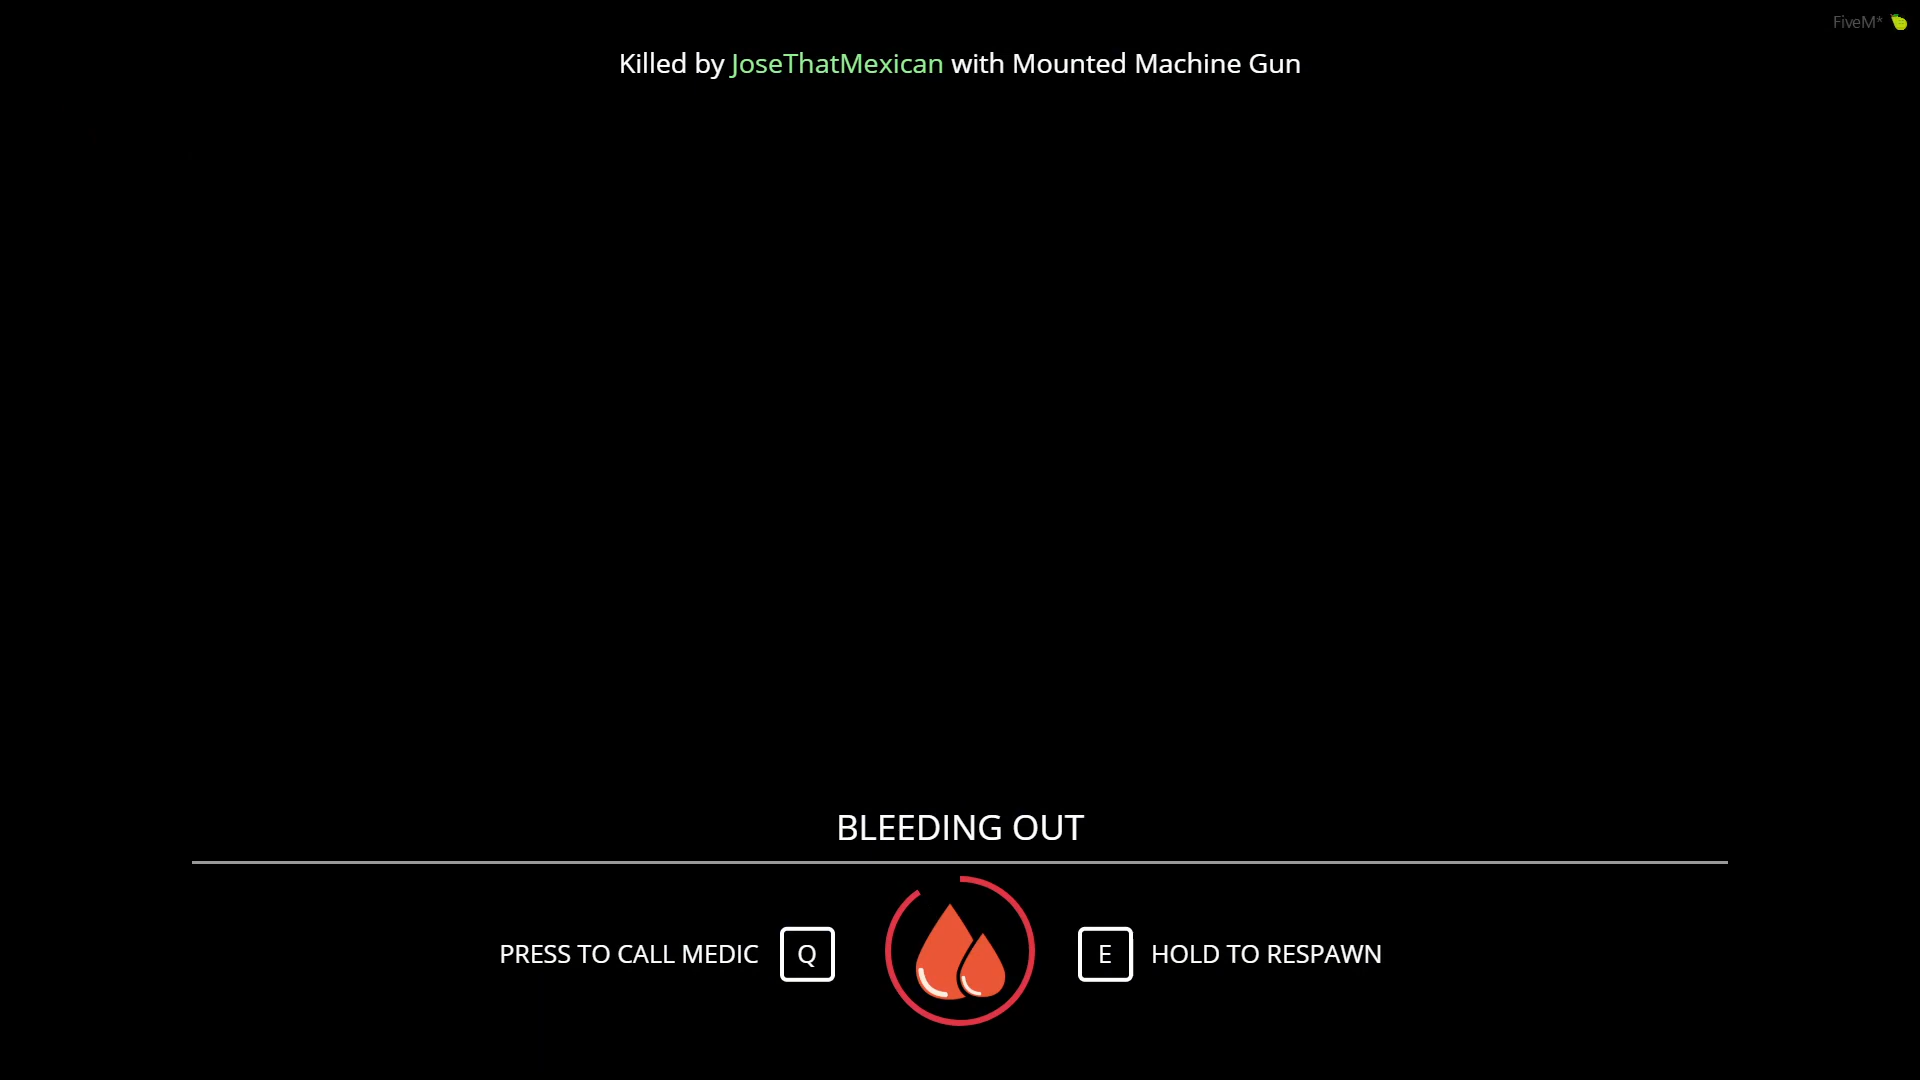 FiveM*
Killed by JoseThatMexican with Mounted Machine Gun
BLEEDING OUT
PRESS TO CALL MEDIC Q E HOLD TO RESPAWN